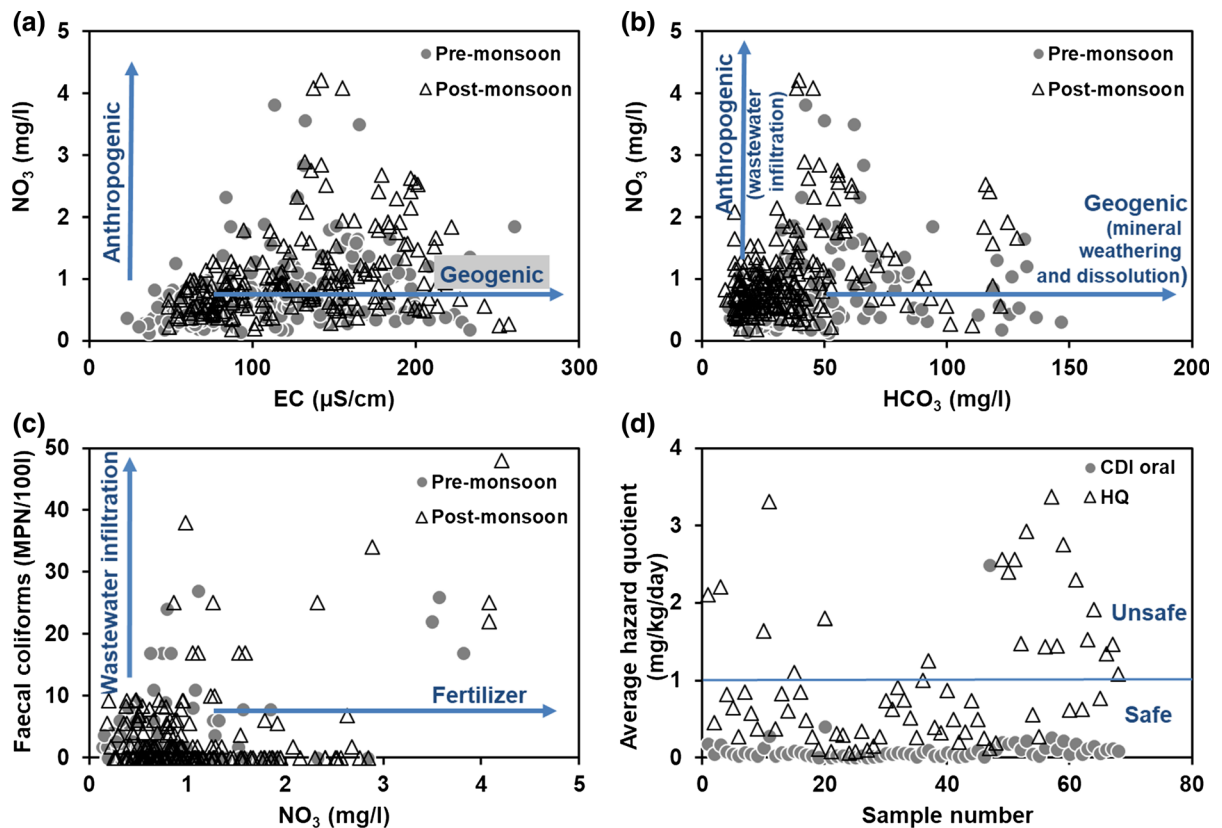 (a)
5
4
3
2
1
0
NO3 (mg/l)
Anthropogenic
Pre-monsoon
Post-monsoon
Geogenic
0
100
200
300
EC (µS/cm)
(b)
5
4
3
2
1
0
NO3 (mg/l)
Anthropogenic
(wastewater
infiltration)
Pre-monsoon
Post-monsoon
Geogenic
(mineral
weathering
and dissolution)
0
50
100
150
200
HCO3 (mg/l)
(c)
50
40
30
20
10
0
Faecal coliforms (MPN/100l)
Wastewater infiltration
Pre-monsoon
Post-monsoon
Fertilizer
1
2
3
4
5
NO3 (mg/l)
(d)
4
3
2
1
0
Average hazard quotient
(mg/kg/day)
CDI oral
HQ
Unsafe
Safe
0
20
40
60
80
Sample number